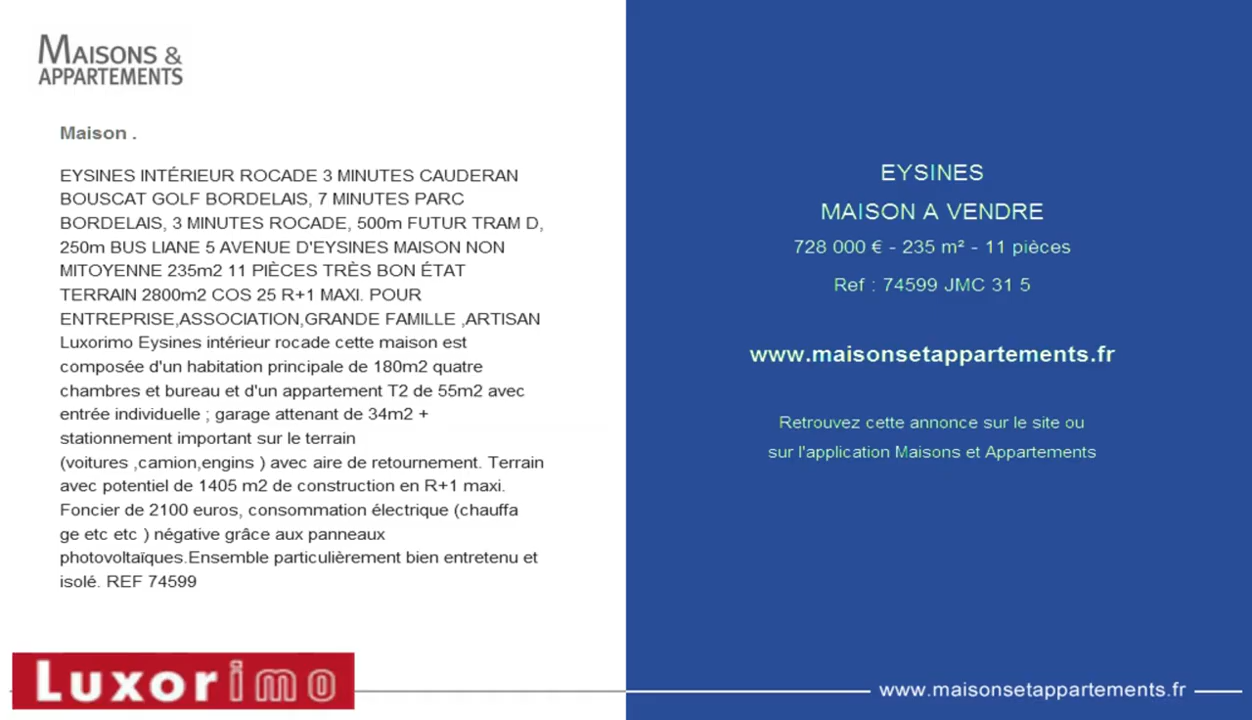 MAISONS &
APPARTEMENTS
Maison .
EYSINES INTÉRIEUR ROCADE 3 MINUTES CAUDERAN
BOUSCAT GOLF BORDELAIS, 7 MINUTES PARC
BORDELAIS, 3 MINUTES ROCADE, 500m FUTUR TRAM D,
250m BUS LIANE 5 AVENUE D'EYSINES MAISON NON
MITOYENNE 235m2 11 PIÈCES TRÈS BON ÉTAT
TERRAIN 2800m2 COS 25 R+1 MAXI. POUR
ENTREPRISE,ASSOCIATION,GRANDE FAMILLE ,ARTISAN
Luxorimo Eysines intérieur rocade cette maison est
composée d'un habitation principale de 180m2 quatre
chambres et bureau et d'un appartement T2 de 55m2 avec
entrée individuelle ; garage attenant de 34m2 +
stationnement important sur le terrain
(voitures ,camion,engins ) avec aire de retournement. Terrain
avec potentiel de 1405 m2 de construction en R+1 maxi.
Foncier de 2100 euros, consommation électrique (chauffa
ge etc etc ) négative grâce aux panneaux
photovoltaïques.Ensemble particulièrement bien entretenu et
isolé. REF 74599
Luxorimo
EYSINES
MAISON A VENDRE
728 000 € - 235 m² - 11 pièces
Ref : 74599 JMC 31 5
www.maisonsetappartements.fr
Retrouvez cette annonce sur le site ou
sur l'application Maisons et Appartements
www.maisonsetappartements.fr